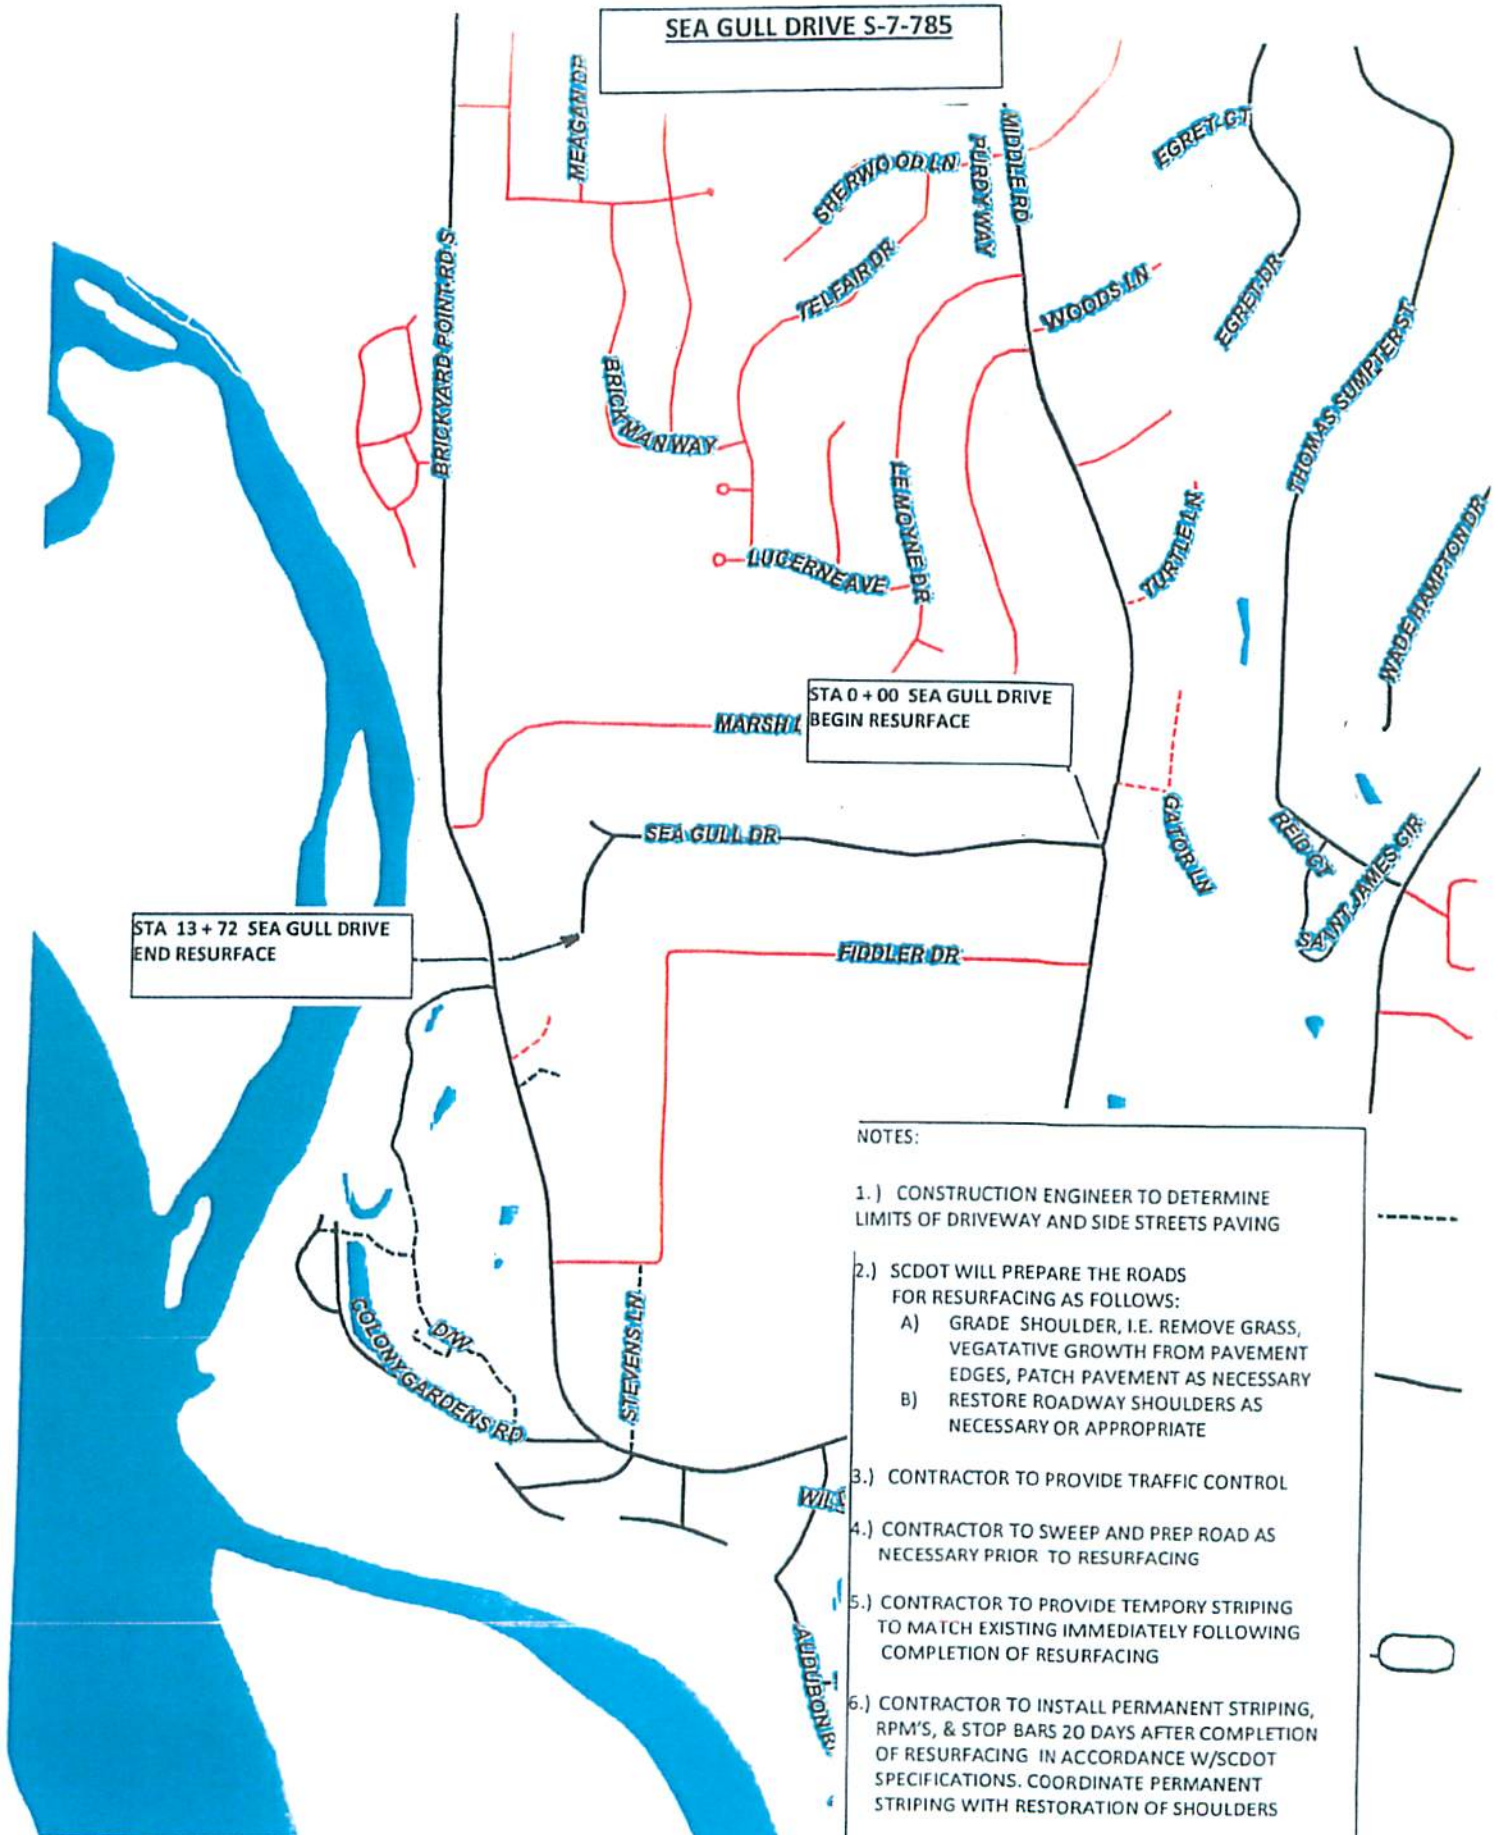 SEA GULL DRIVE S-7-785
MEAGAN DR
SHERWOOD LN
PURDY WAY
MIDDLE RD
EGRET CT
BRICKYARD POINT RD S
TELFAIR DR
WOODS LN
EGRET DR
THOMAS SUMPTER ST
BRICKMAN WAY
LEMOYNE DR
TURTLE LN
WADE HAMPTON DR
LUCERNE AVE
MARSH
STA 0 + 00 SEA GULL DRIVE
BEGIN RESURFACE
SEA GULL DR
GATOR LN
REID CT
SAINT JAMES CIR
STA 13 + 72 SEA GULL DRIVE
END RESURFACE
FIDDLER DR
COLONY GARDENS RD
DW
STEVENS LN
WIL
AUDUBON
NOTES:
1.) CONSTRUCTION ENGINEER TO DETERMINE
LIMITS OF DRIVEWAY AND SIDE STREETS PAVING
2.) SCDOT WILL PREPARE THE ROADS
FOR RESURFACING AS FOLLOWS:
A) GRADE SHOULDER, I.E. REMOVE GRASS,
VEGATATIVE GROWTH FROM PAVEMENT
EDGES, PATCH PAVEMENT AS NECESSARY
B) RESTORE ROADWAY SHOULDERS AS
NECESSARY OR APPROPRIATE
3.) CONTRACTOR TO PROVIDE TRAFFIC CONTROL
4.) CONTRACTOR TO SWEEP AND PREP ROAD AS
NECESSARY PRIOR TO RESURFACING
5.) CONTRACTOR TO PROVIDE TEMPORY STRIPING
TO MATCH EXISTING IMMEDIATELY FOLLOWING
COMPLETION OF RESURFACING
6.) CONTRACTOR TO INSTALL PERMANENT STRIPING,
RPM'S, & STOP BARS 20 DAYS AFTER COMPLETION
OF RESURFACING IN ACCORDANCE W/SCDOT
SPECIFICATIONS. COORDINATE PERMANENT
STRIPING WITH RESTORATION OF SHOULDERS